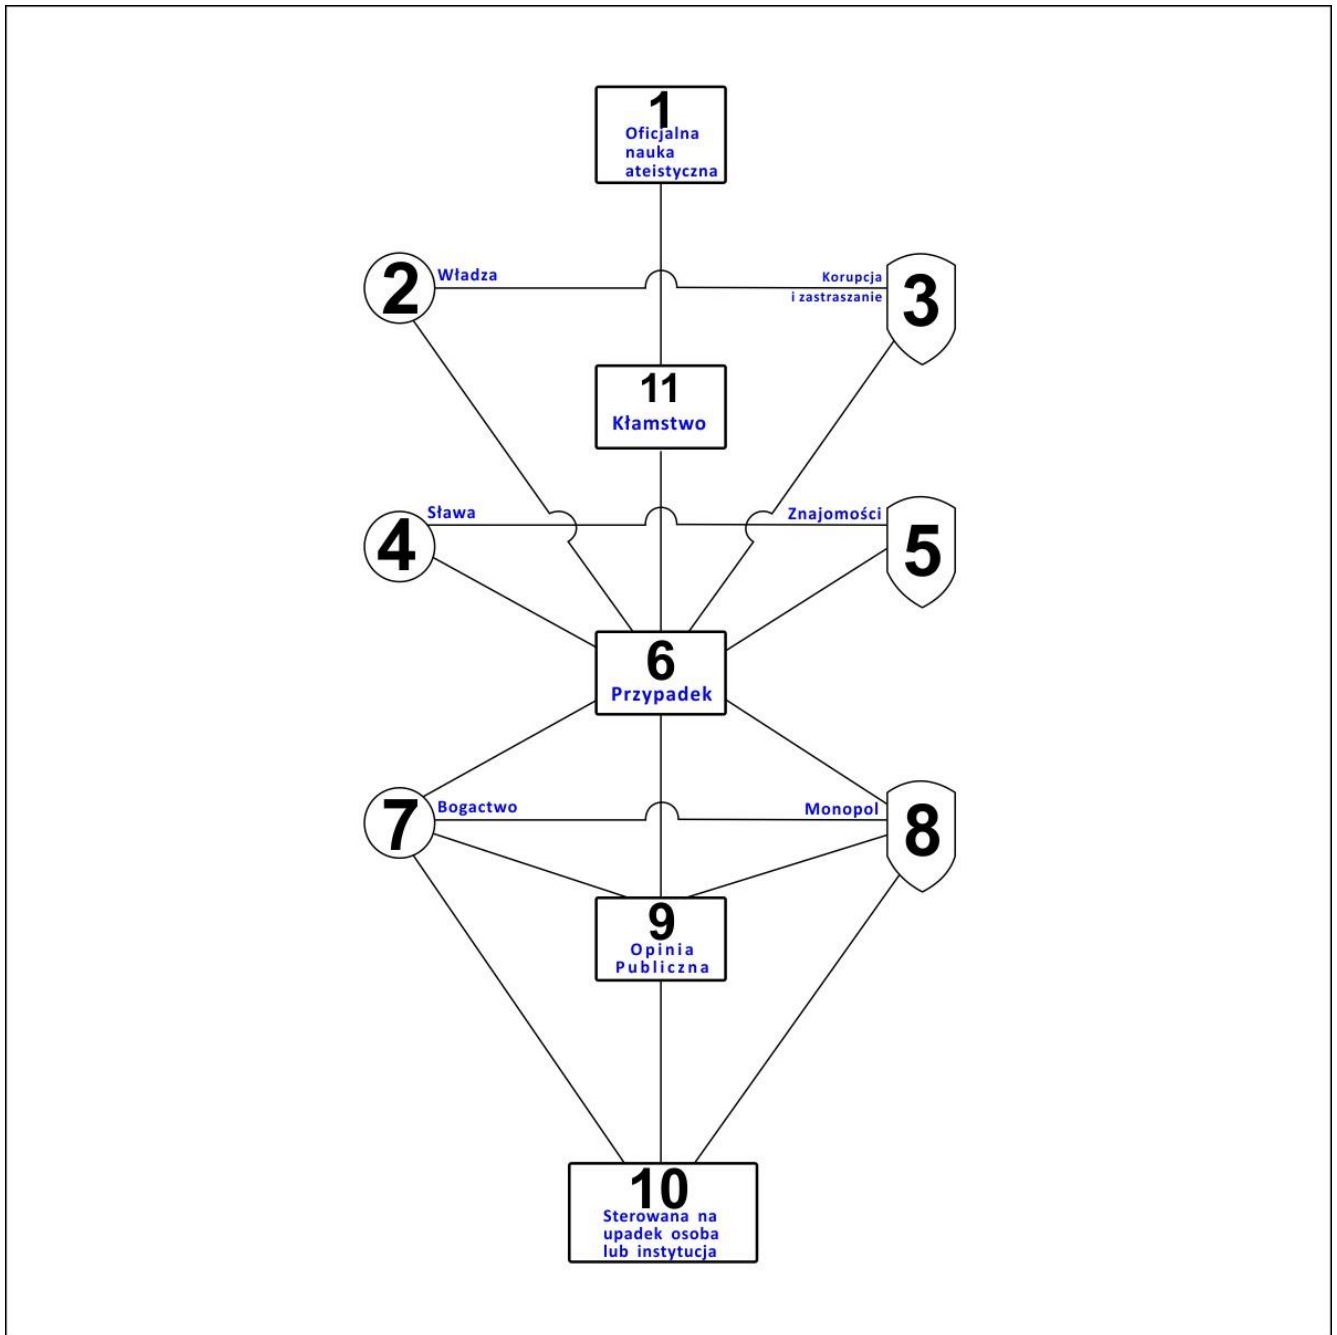 1
Oficjalna
nauka
ateistyczna
2
Władza
Korupcja
i zastraszanie
3
11
Kłamstwo
4
Sława
Znajomości
5
6
Przypadek
7
Bogactwo
Monopol
8
9
Opinia
Publiczna
10
Sterowana na
upadek osoba
lub instytucja